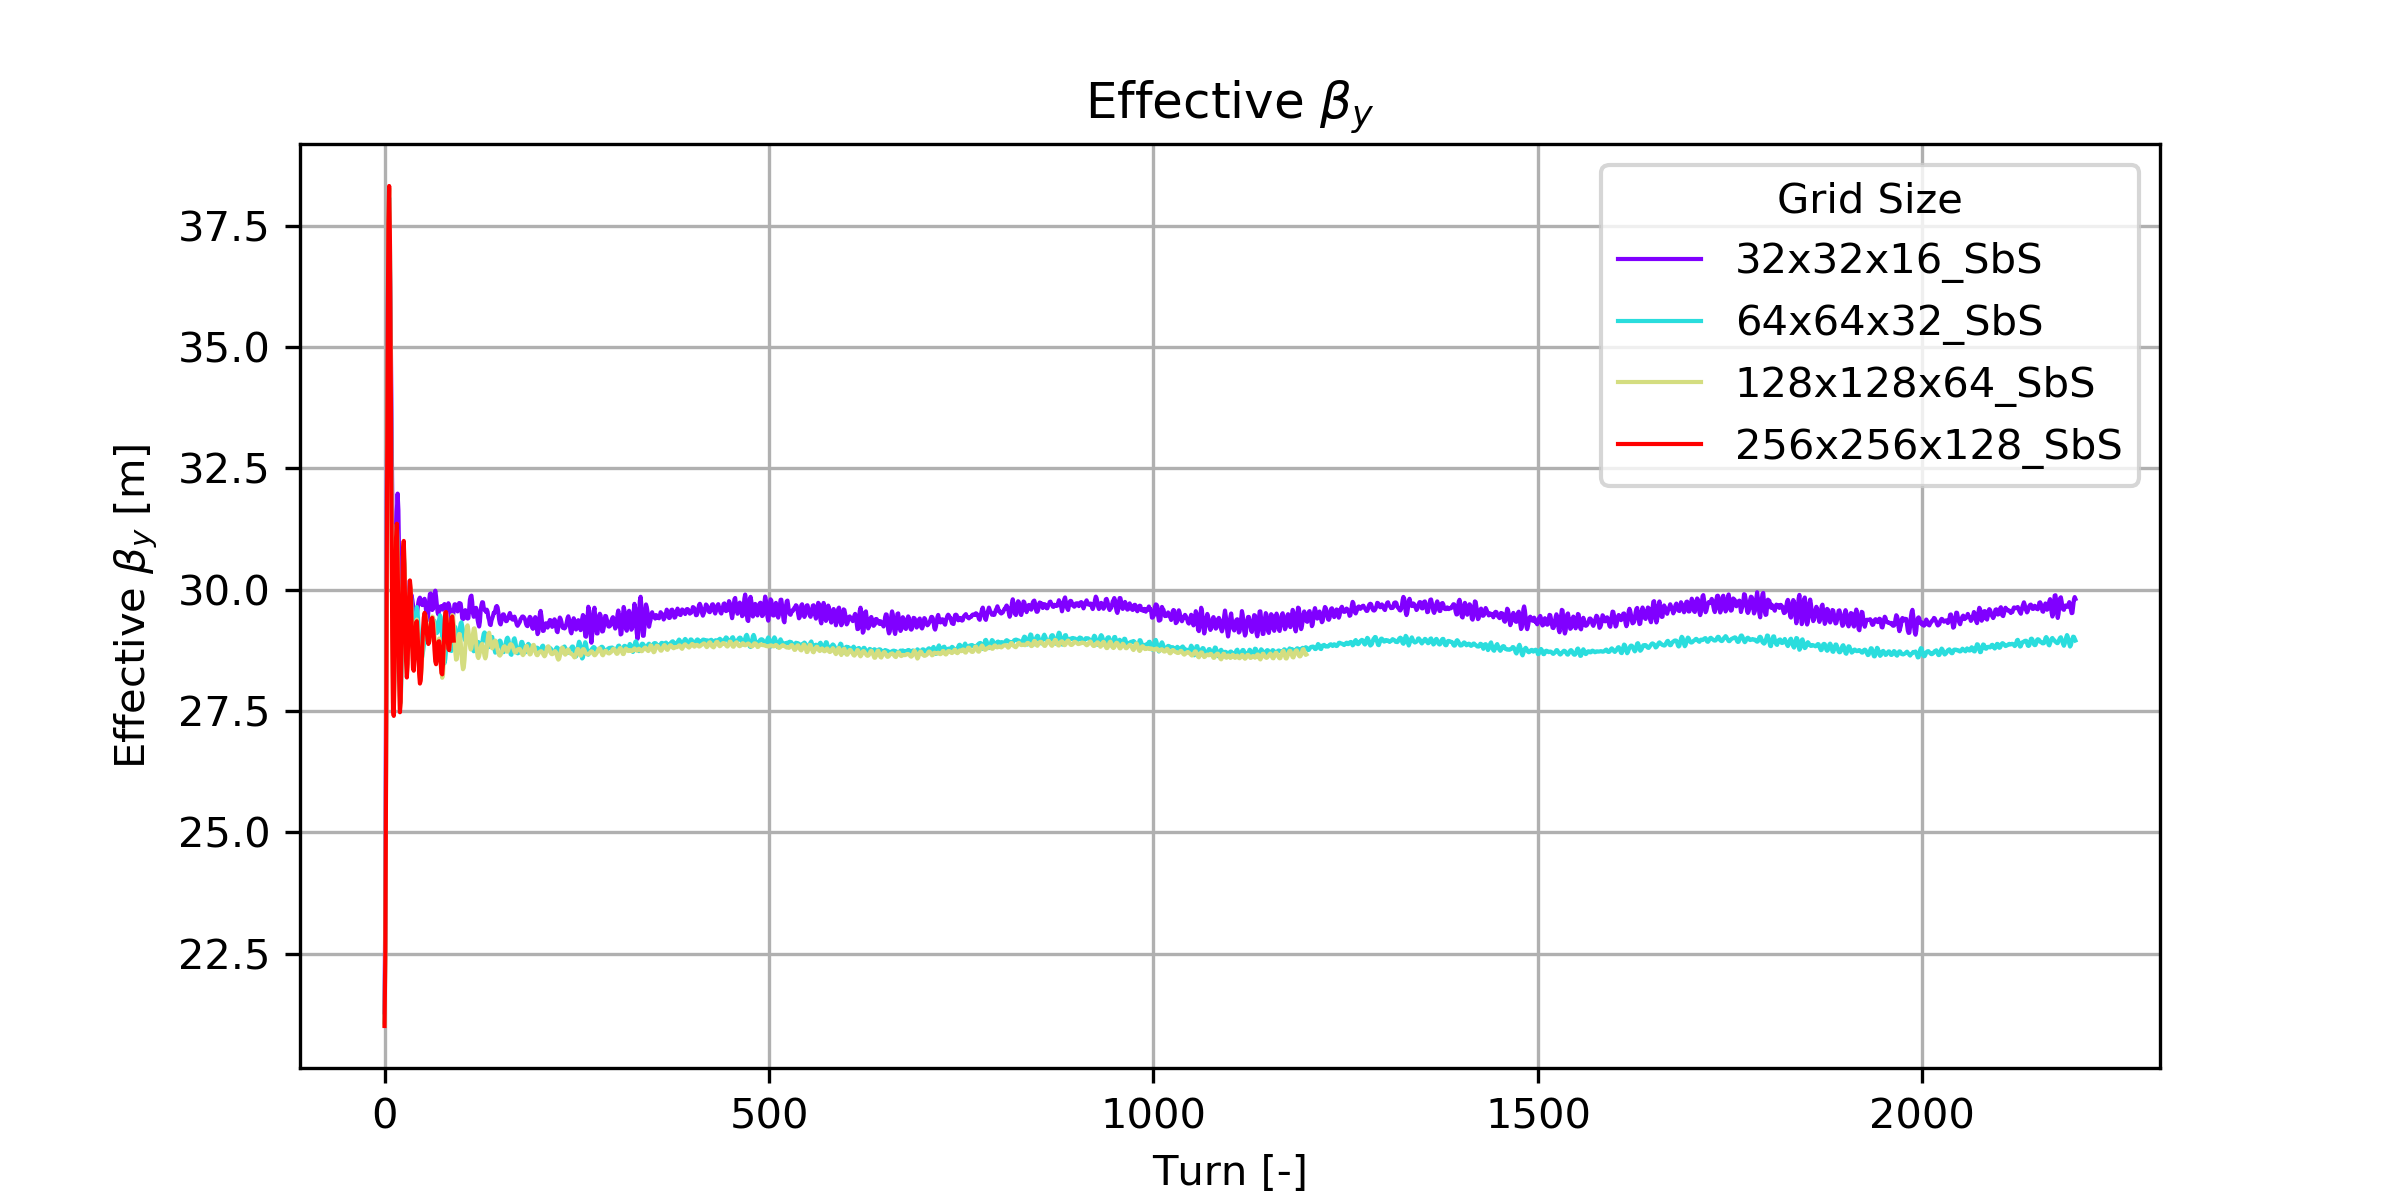 Effective βy
Effective βy [m]
37.5
35.0
32.5
30.0
27.5
25.0
22.5
Grid Size
32x32x16_SbS
64x64x32_SbS
128x128x64_SbS
256x256x128_SbS
0 500 1000 1500 2000
Turn [-]